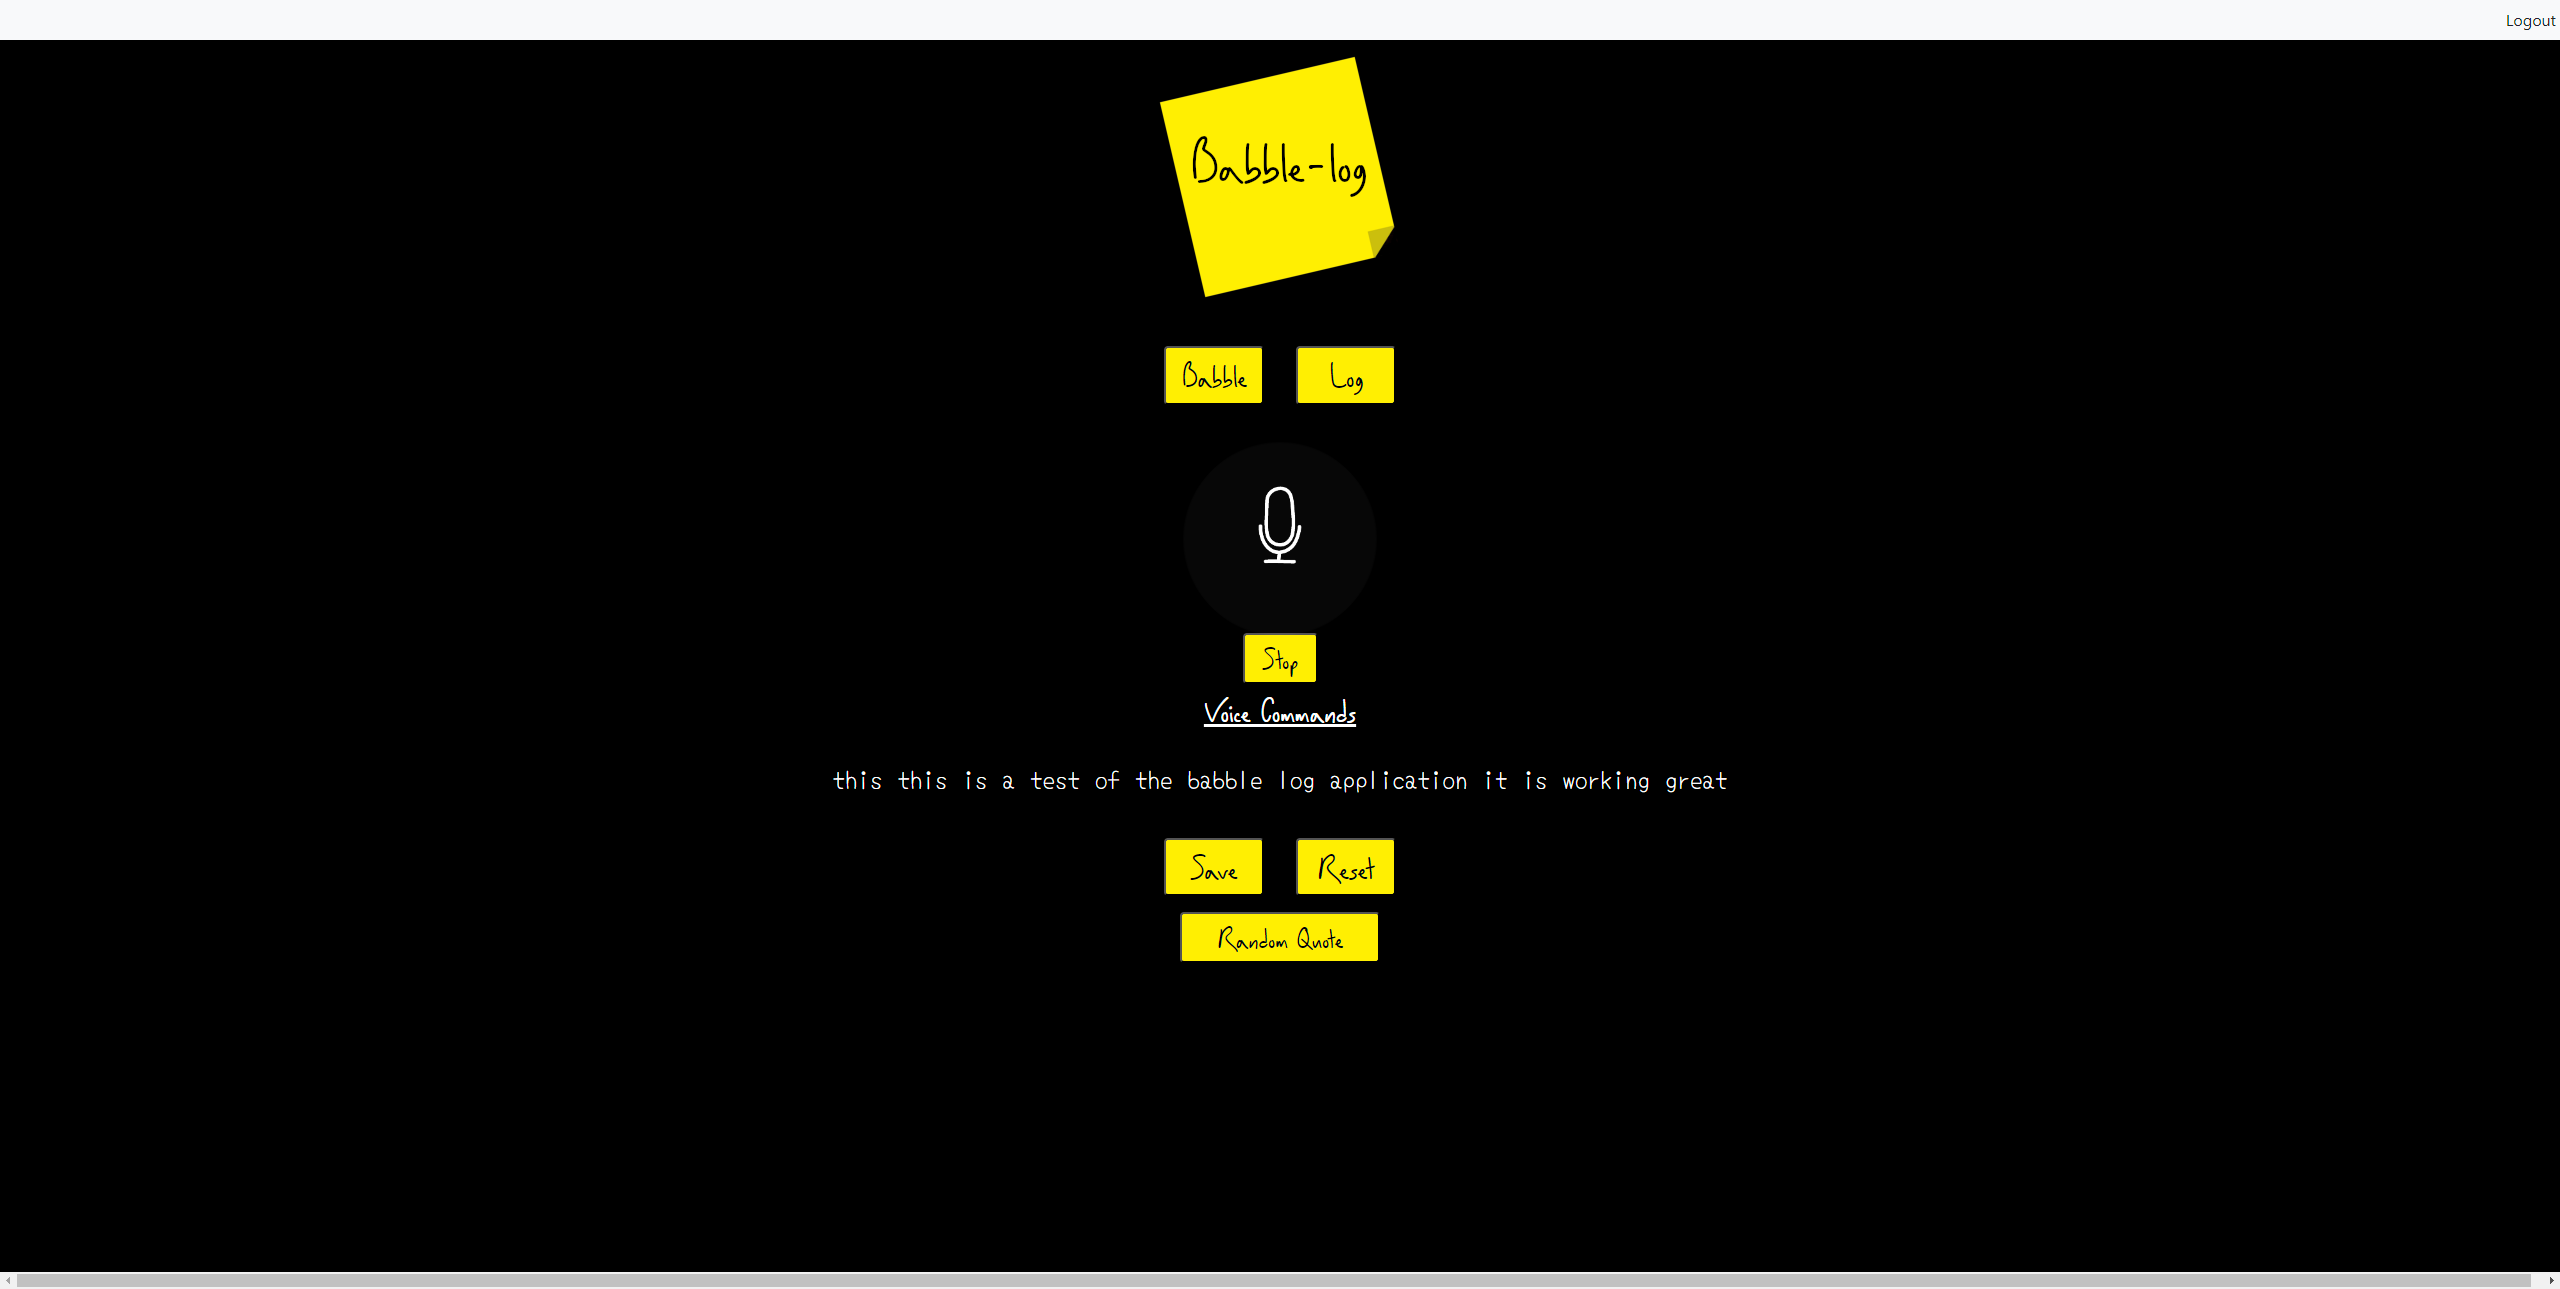 Logout
Babble-log
Babble Log
Stop
Voice Commands
this this is a test of the babble log application it is working great
Save Reset
Random Quote